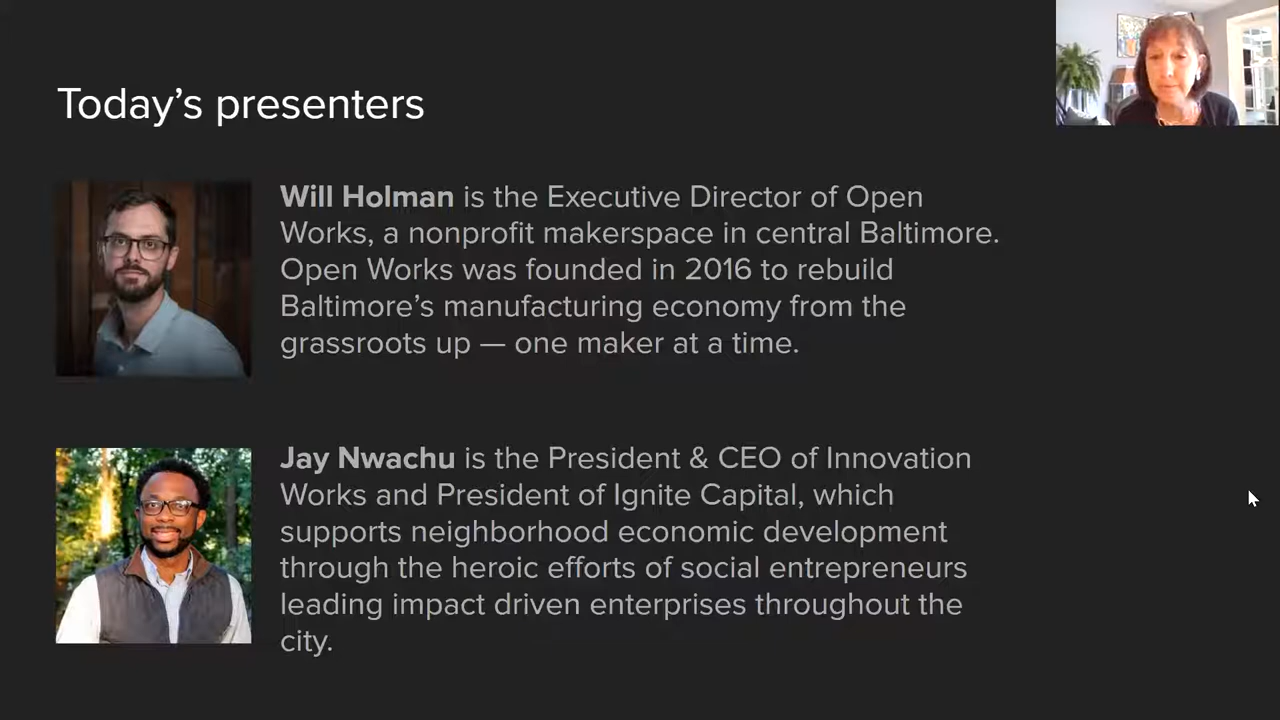 Today’s presenters
Will Holman is the Executive Director of Open
Works, a nonprofit makerspace in central Baltimore.
Open Works was founded in 2016 to rebuild
Baltimore’s manufacturing economy from the
grassroots up — one maker at a time.
Jay Nwachu is the President & CEO of Innovation
Works and President of Ignite Capital, which
supports neighborhood economic development
through the heroic efforts of social entrepreneurs
leading impact driven enterprises throughout the
city.